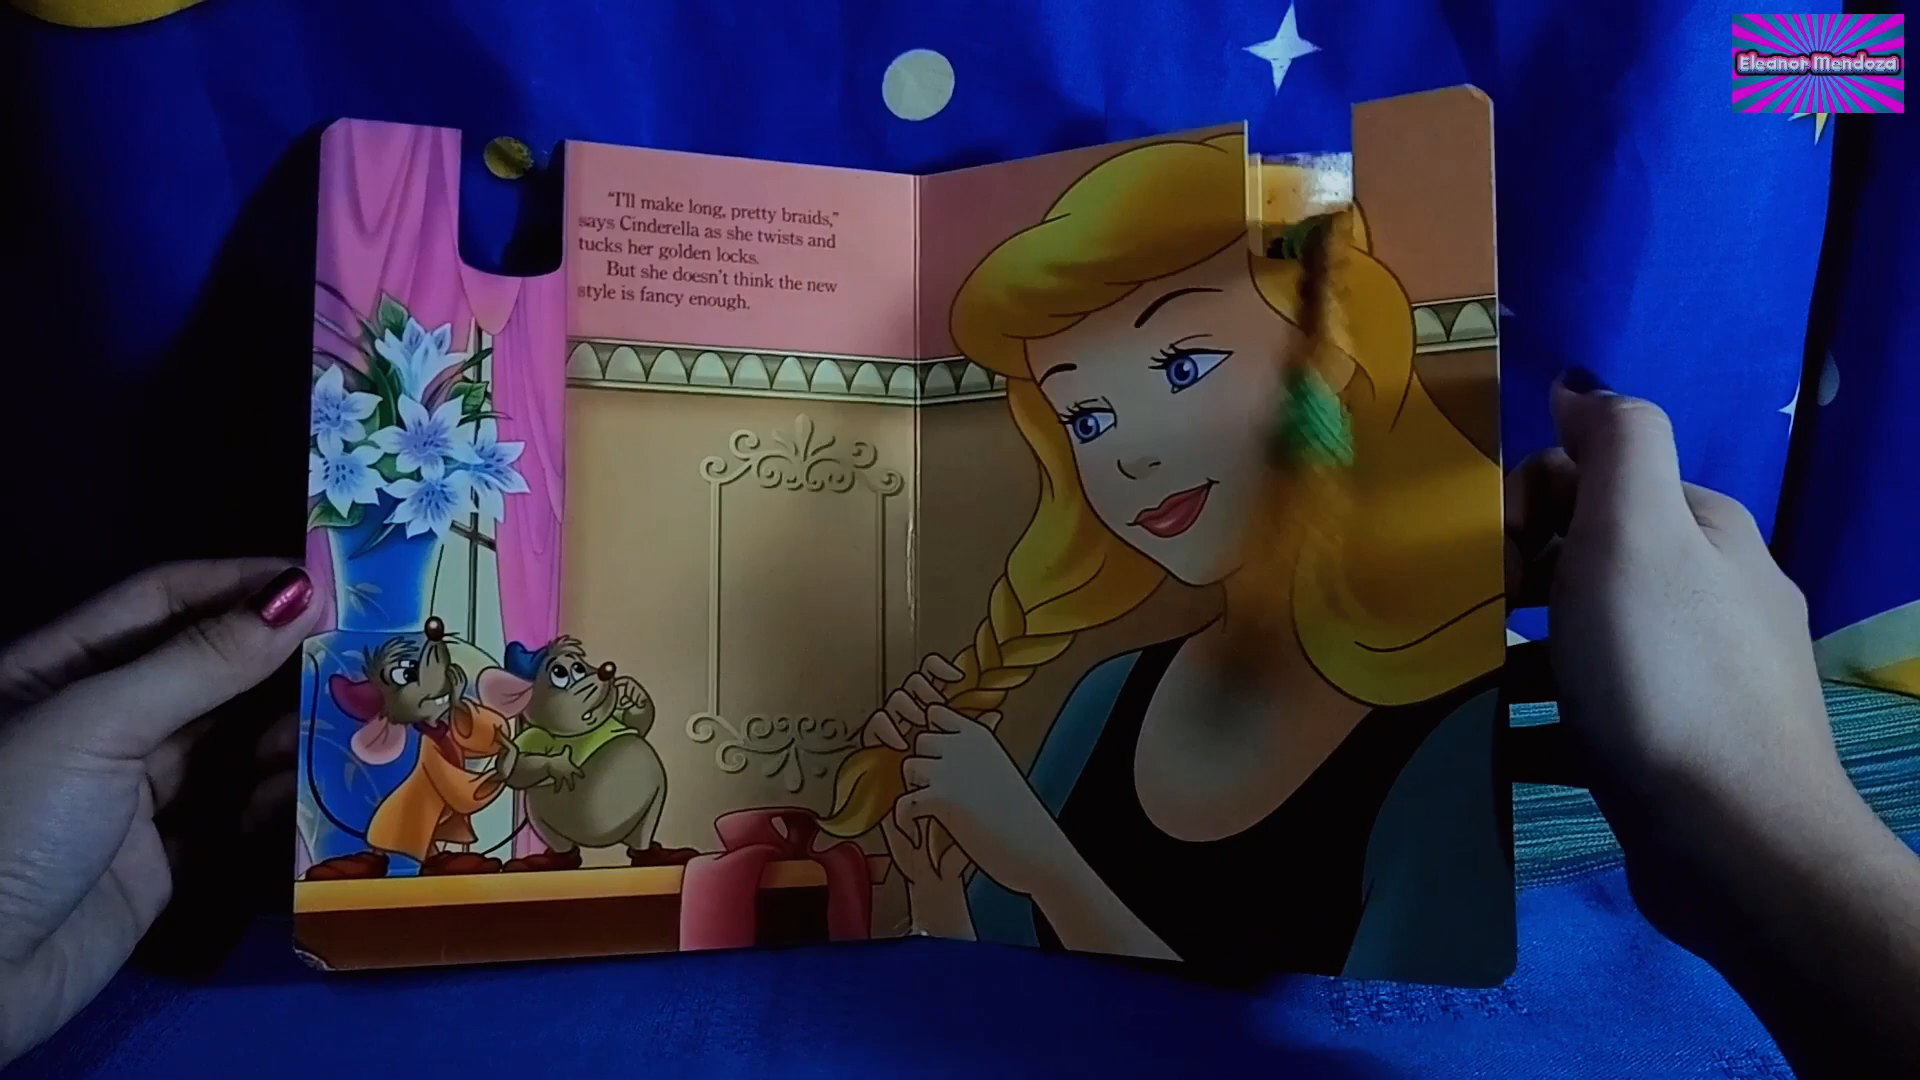 Eleanor Mendoza
"I'll make long, pretty braids,"
says Cinderella as she twists and
tucks her golden locks.
But she doesn't think the new
style is fancy enough.